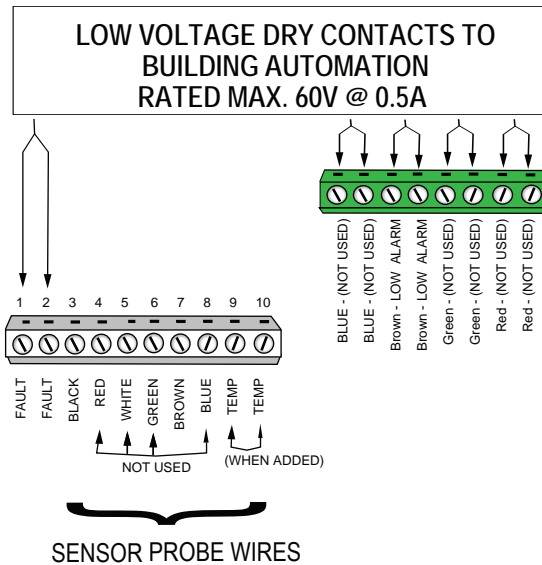 LOW VOLTAGE DRY CONTACTS TO
BUILDING AUTOMATION
RATED MAX. 60V @ 0.5A
BLUE - (NOT USED)
BLUE - (NOT USED)
Brown - LOW ALARM
Brown - LOW ALARM
Green - (NOT USED)
Green - (NOT USED)
Red - (NOT USED)
Red - (NOT USED)
1 2 3 4 5 6 7 8 9 10
FAULT
FAULT
BLACK
RED
WHITE
GREEN
BROWN
BLUE
TEMP
TEMP
NOT USED
(WHEN ADDED)
SENSOR PROBE WIRES